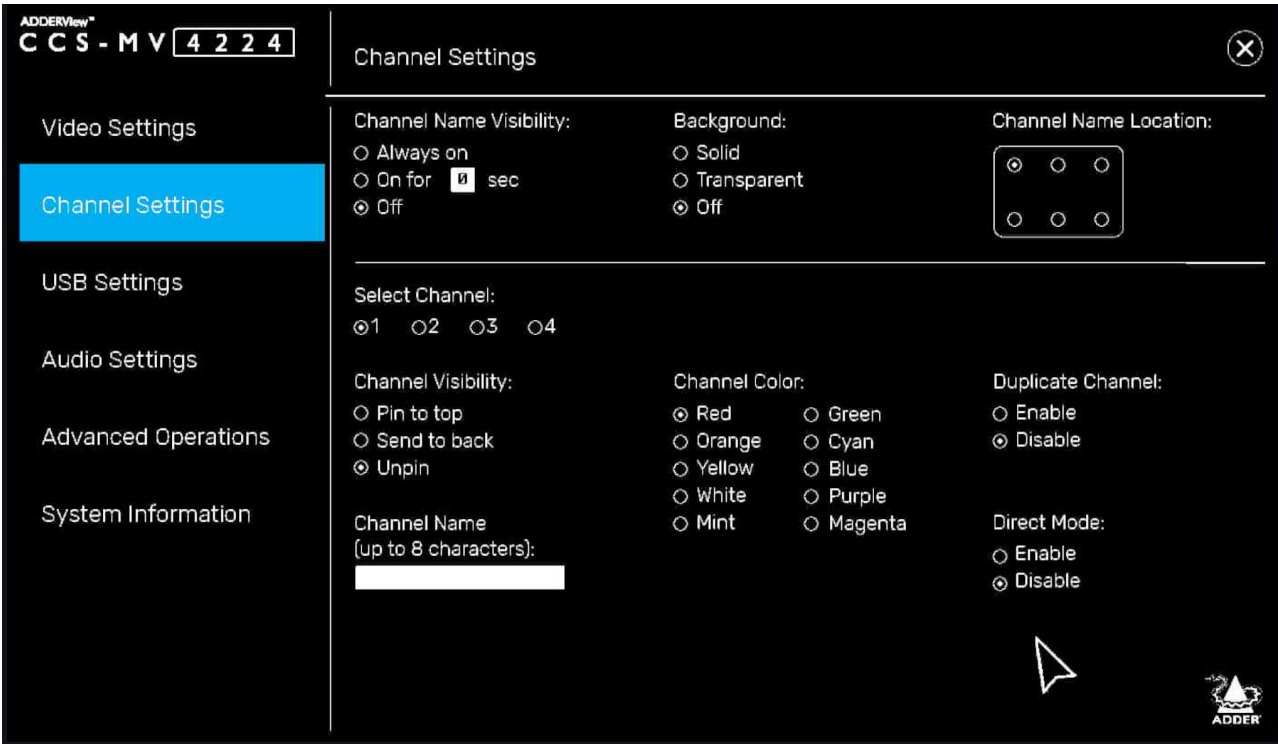 ADDERView™
CCS-MV 4224
Channel Settings
Video Settings
Channel Settings
USB Settings
Audio Settings
Advanced Operations
System Information
Channel Name Visibility:
Always on
On for 0 sec
Off
Background:
Solid
Transparent
Off
Channel Name Location:
Select Channel:
1 2 3 4
Channel Visibility:
Pin to top
Send to back
Unpin
Channel Name
(up to 8 characters):
Channel Color:
Red Green
Orange Cyan
Yellow Blue
White Purple
Mint Magenta
Duplicate Channel:
Enable
Disable
Direct Mode:
Enable
Disable
ADDER